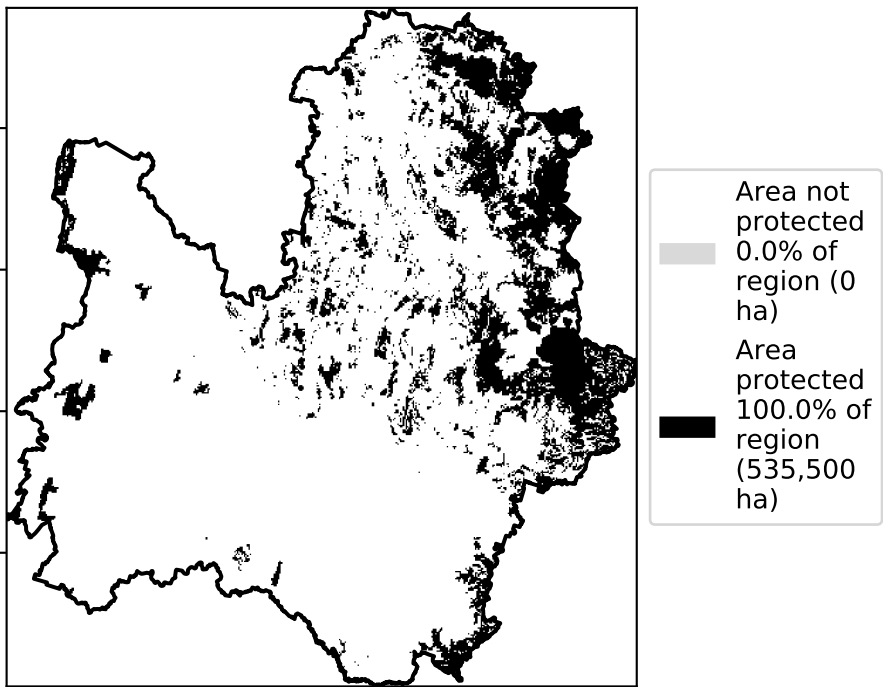 Area not
protected
0.0% of
region (0
ha)
Area
protected
100.0% of
region
(535,500
ha)